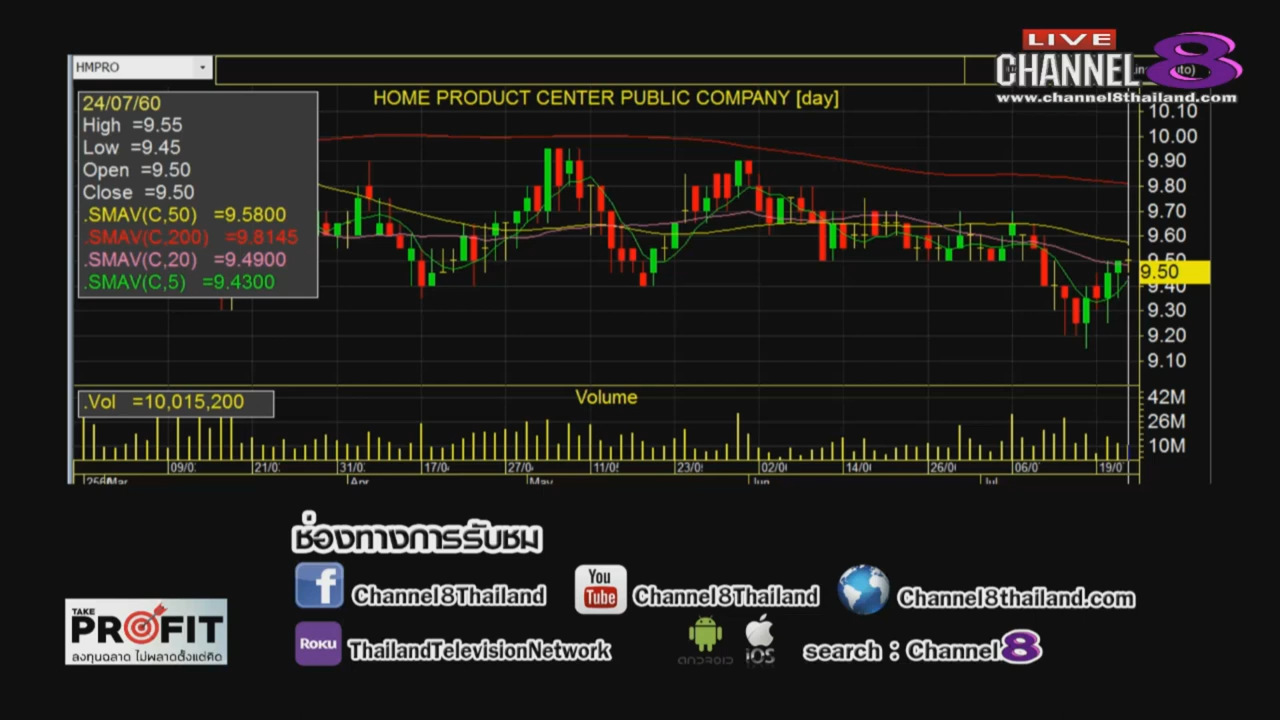 HMPRO
LIVE
CHANNEL 8
www.channel8thailand.com
HOME PRODUCT CENTER PUBLIC COMPANY [day]
24/07/60
High =9.55
Low =9.45
Open =9.50
Close =9.50
.SMAV(C,50) =9.5800
.SMAV(C,200) =9.8145
.SMAV(C,20) =9.4900
.SMAV(C,5) =9.4300
10.10
10.00
9.90
9.80
9.70
9.60
9.50
9.50
9.40
9.30
9.20
9.10
.Vol =10,015,200
Volume
42M
26M
10M
Apr
May
Jun
Jul
ช่องทางการรับชม
f Channel8Thailand
You Tube Channel8Thailand
Channel8thailand.com
TAKE
PROFIT
ลงทุนฉลาด ไม่พลาดตั้งแต่คิด
ROKU ThailandTelevisionNetwork
ANDROID iOS
search : Channel 8